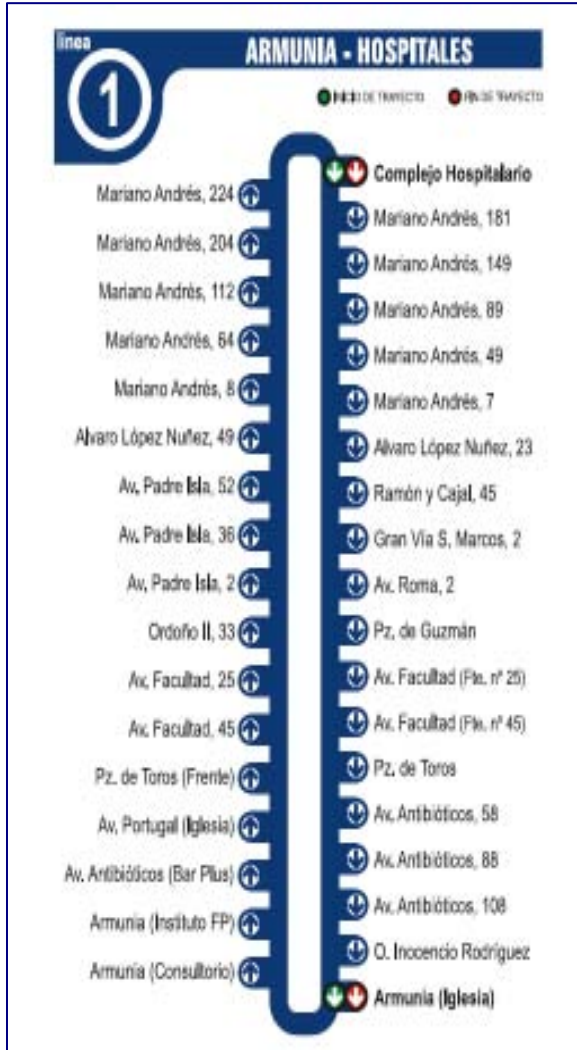 línea
1
ARMUNIA - HOSPITALES
INICIO DE TRAYECTO
FIN DE TRAYECTO
Complejo Hospitalario
Mariano Andrés, 181
Mariano Andrés, 149
Mariano Andrés, 89
Mariano Andrés, 49
Mariano Andrés, 7
Alvaro López Nuñez, 23
Ramón y Cajal, 45
Gran Via S, Marcos, 2
Av. Roma, 2
Pz, de Guzmán
Av. Facultad (Fte. nº 25)
Av. Facultad (Fte. nº 45)
Pz. de Toros
Av. Antibióticos, 58
Av. Antibióticos, 88
Av. Antibióticos, 108
O. Inocencio Rodríguez
Armunia (Iglesia)
Mariano Andrés, 224
Mariano Andrés, 204
Mariano Andrés, 112
Mariano Andrés, 64
Mariano Andrés, 8
Alvaro López Nuñez, 49
Av. Padre Isla, 52
Av. Padre Isla, 36
Av, Padre Isla, 2
Ordoño II, 33
Av. Facultad, 25
Av. Facultad, 45
Pz. de Toros (Frente)
Av, Portugal (Iglesia)
Av. Antibióticos (Bar Plus)
Armunia (Instituto FP)
Armunia (Consultorio)